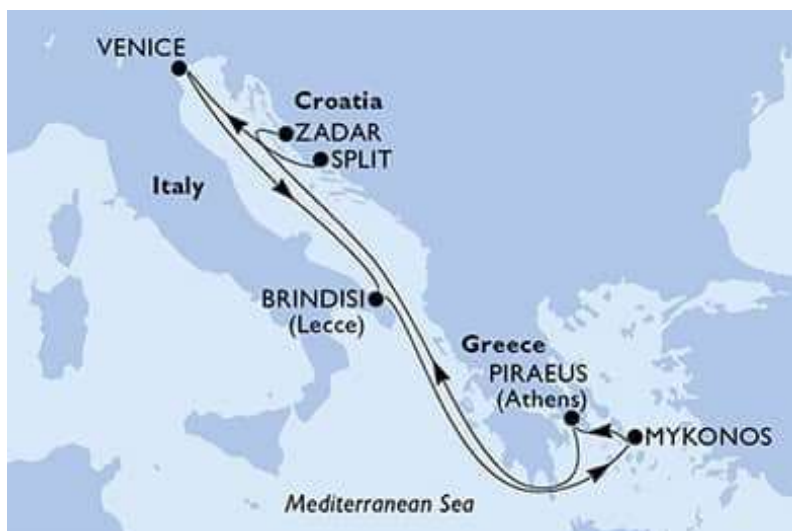 VENICE
Croatia
ZADAR
SPLIT
Italy
BRINDISI
(Lecce)
Greece
PIRAEUS
(Athens)
MYKONOS
Mediterranean Sea